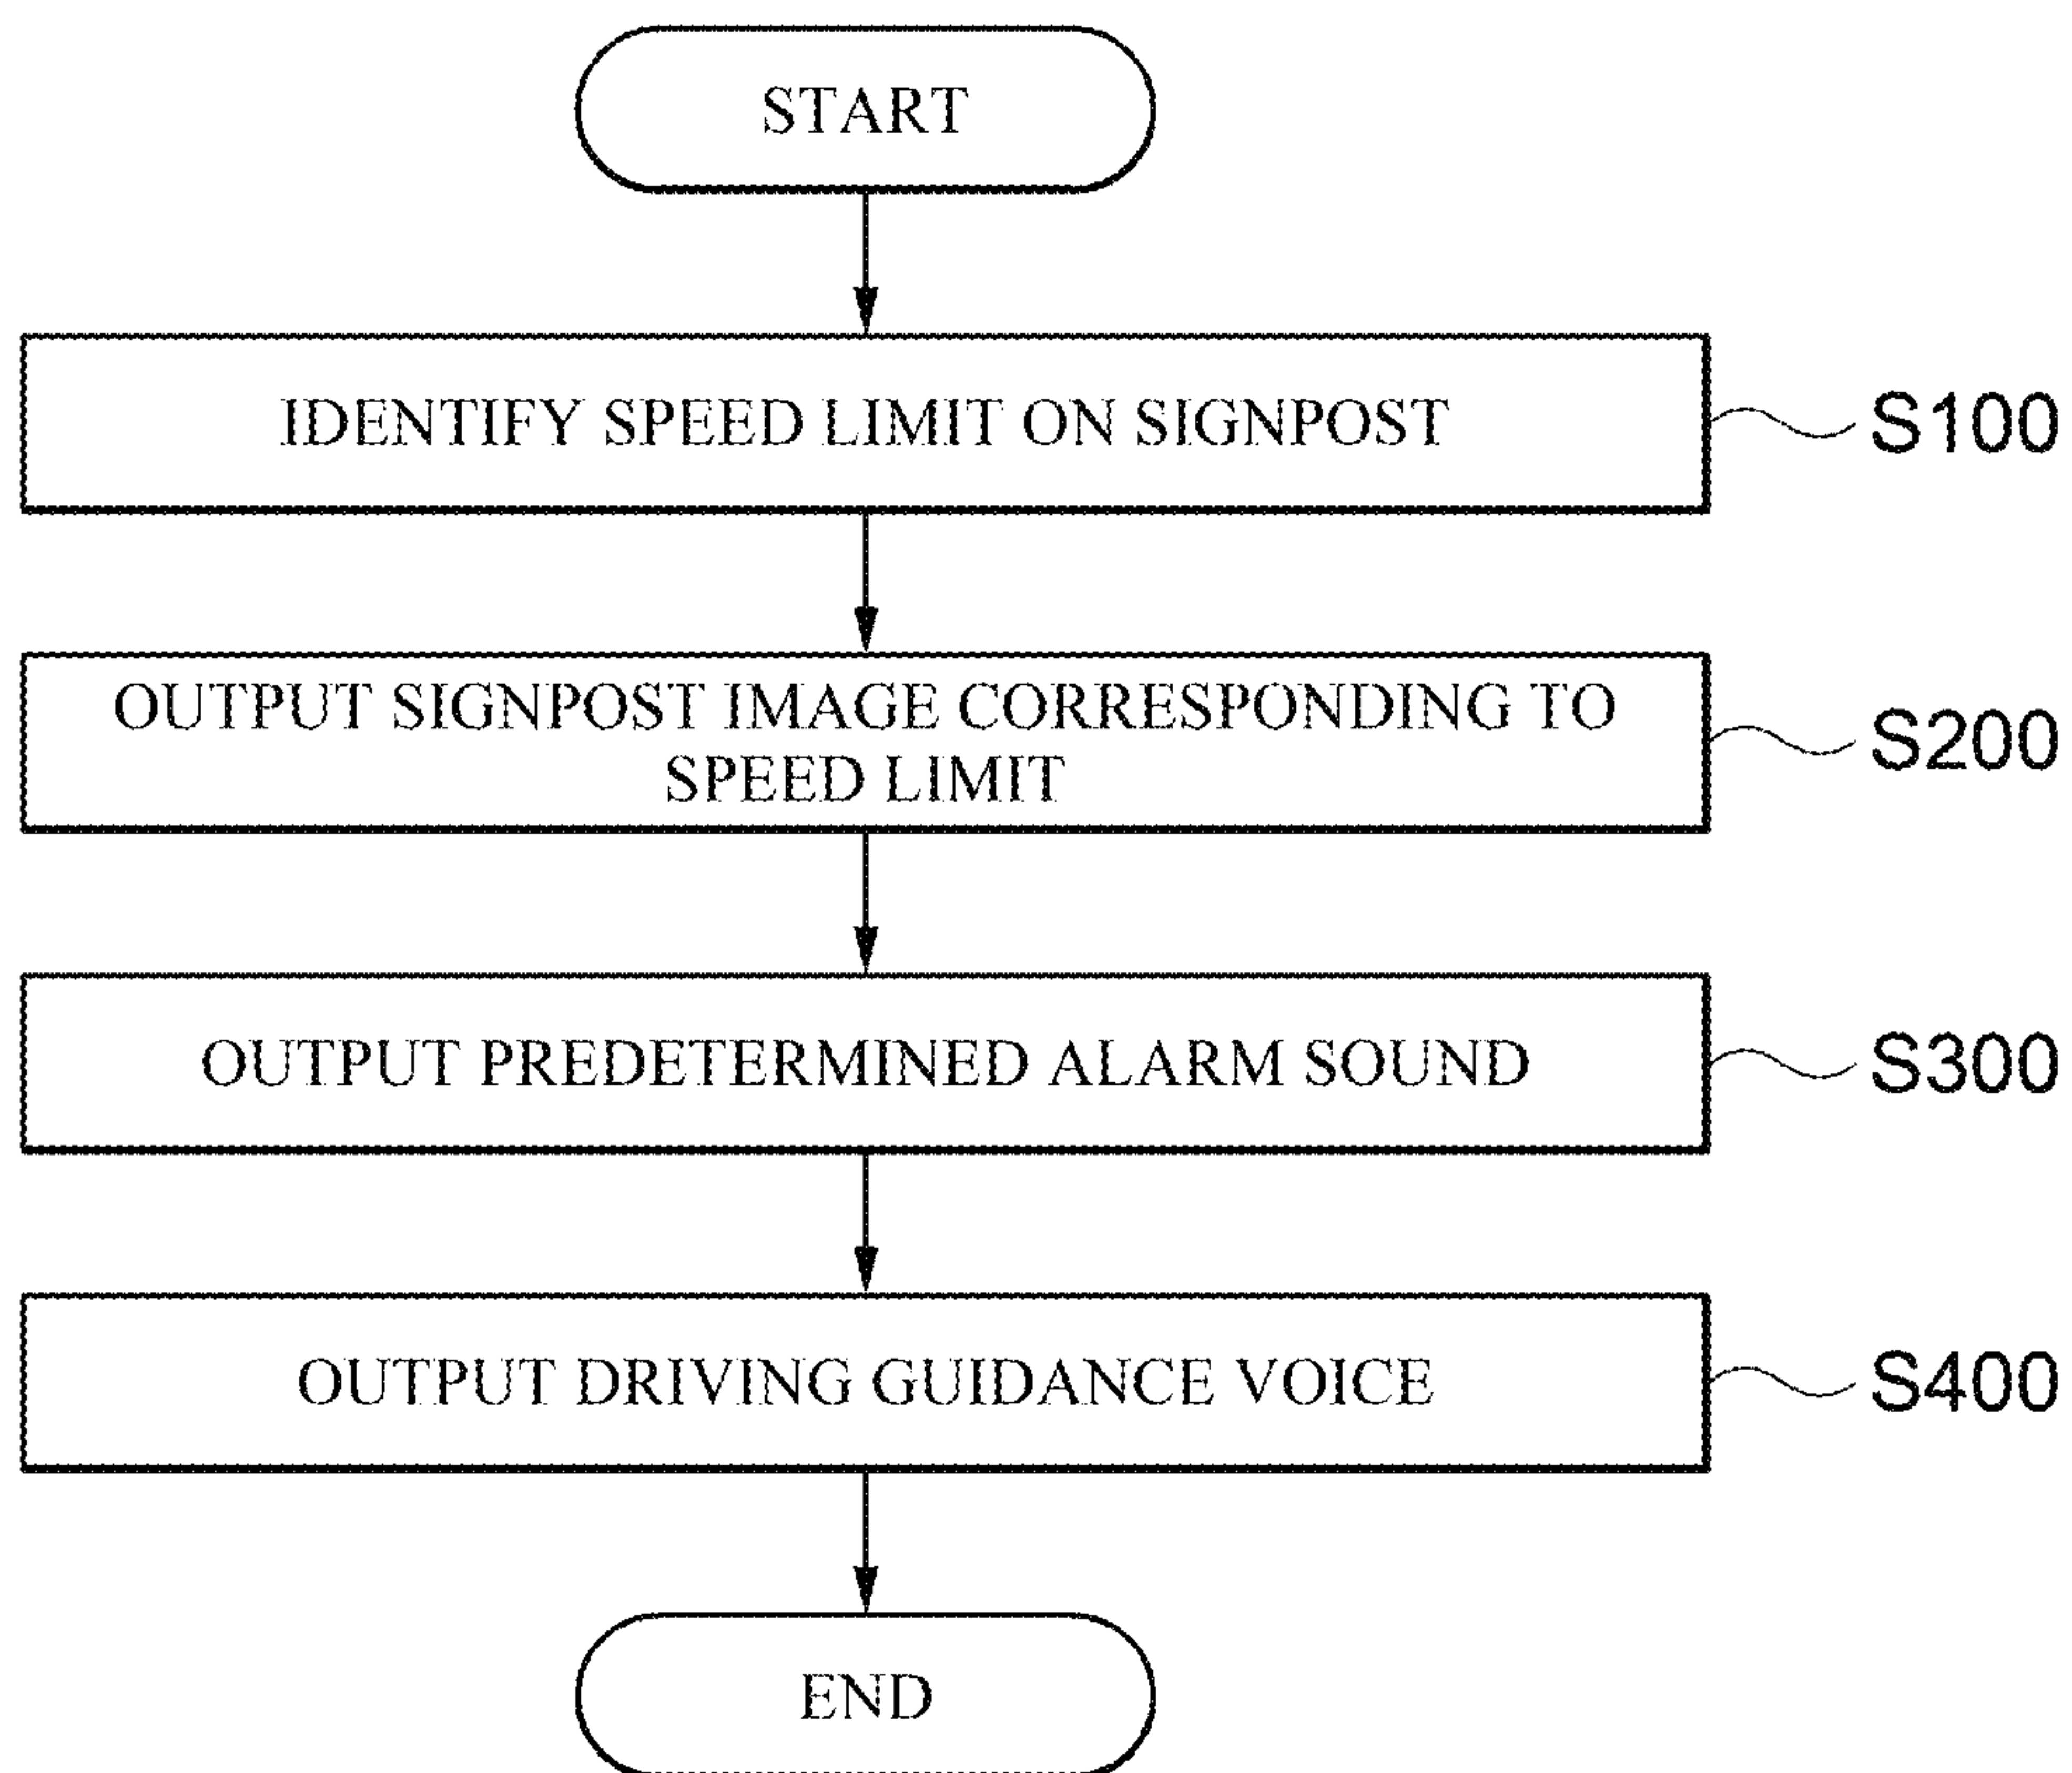 START
IDENTIFY SPEED LIMIT ON SIGNPOST
S100
OUTPUT SIGNPOST IMAGE CORRESPONDING TO
SPEED LIMIT
S200
OUTPUT PREDETERMINED ALARM SOUND
S300
OUTPUT DRIVING GUIDANCE VOICE
S400
END